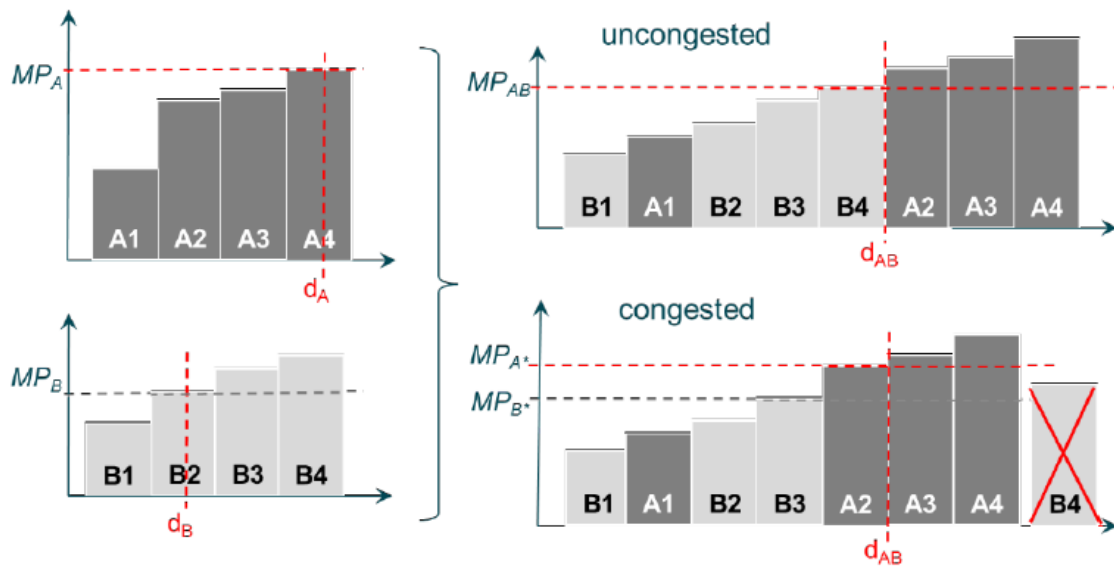 MP_A
A1 A2 A3 A4
d_A
MP_B
B1 B2 B3 B4
d_B
uncongested
MP_AB
B1 A1 B2 B3 B4 A2 A3 A4
d_AB
congested
MP_A*
MP_B*
B1 A1 B2 B3 A2 A3 A4 B4
d_AB